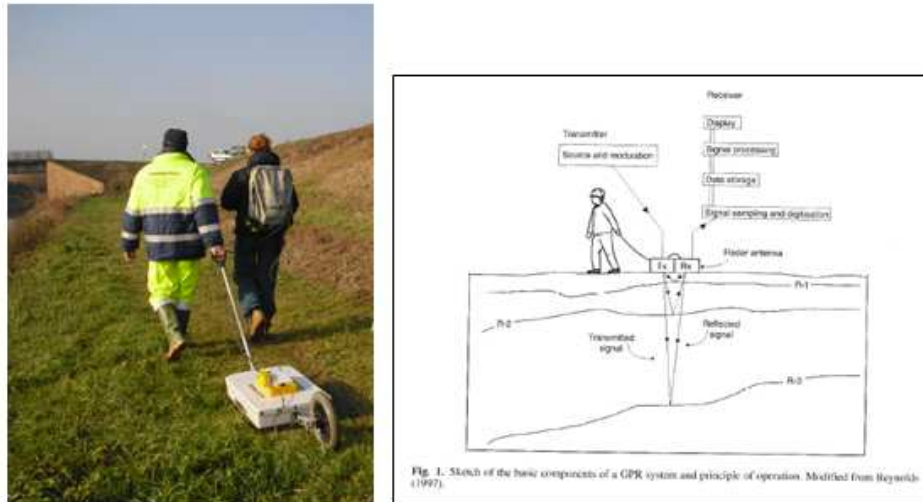 Receiver
Display
Transmitter
Source and modulation
Signal processing
Data storage
Signal sampling and digitisation
Radar antenna
Tx Rx
R-1
R-2
Transmitted signal
Reflected signal
R-3
Fig. 1. Sketch of the basic components of a GPR system and principle of operation. Modified from Reynolds
(1997).